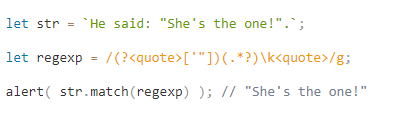 let str = `He said: "She's the one!".`;
let regexp = /(?<quote>['"])(.*?)\k<quote>/g;
alert( str.match(regexp) ); // "She's the one!"